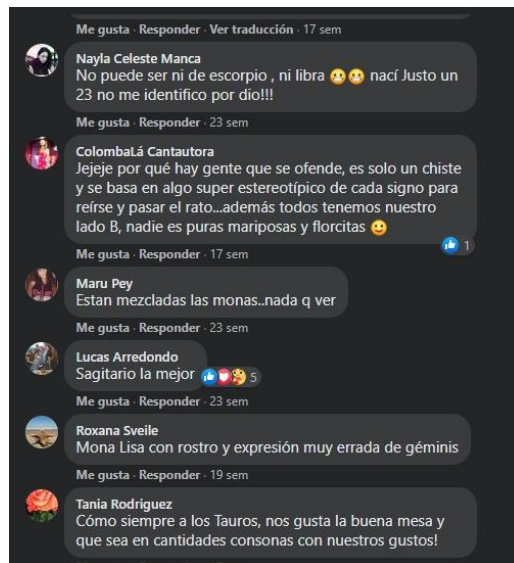 Me gusta · Responder · Ver traducción · 17 sem
Nayla Celeste Manca
No puede ser ni de escorpio , ni libra 😬😬 nací Justo un
23 no me identifico por dio!!!
Me gusta · Responder · 23 sem
ColombaLá Cantautora
Jejeje por qué hay gente que se ofende, es solo un chiste
y se basa en algo super estereotípico de cada signo para
reírse y pasar el rato...además todos tenemos nuestro
lado B, nadie es puras mariposas y florcitas 🙂
1
Me gusta · Responder · 17 sem
Maru Pey
Estan mezcladas las monas..nada q ver
Me gusta · Responder · 23 sem
Lucas Arredondo
Sagitario la mejor
5
Me gusta · Responder · 23 sem
Roxana Sveile
Mona Lisa con rostro y expresión muy errada de géminis
Me gusta · Responder · 19 sem
Tania Rodriguez
Cómo siempre a los Tauros, nos gusta la buena mesa y
que sea en cantidades consonas con nuestros gustos!